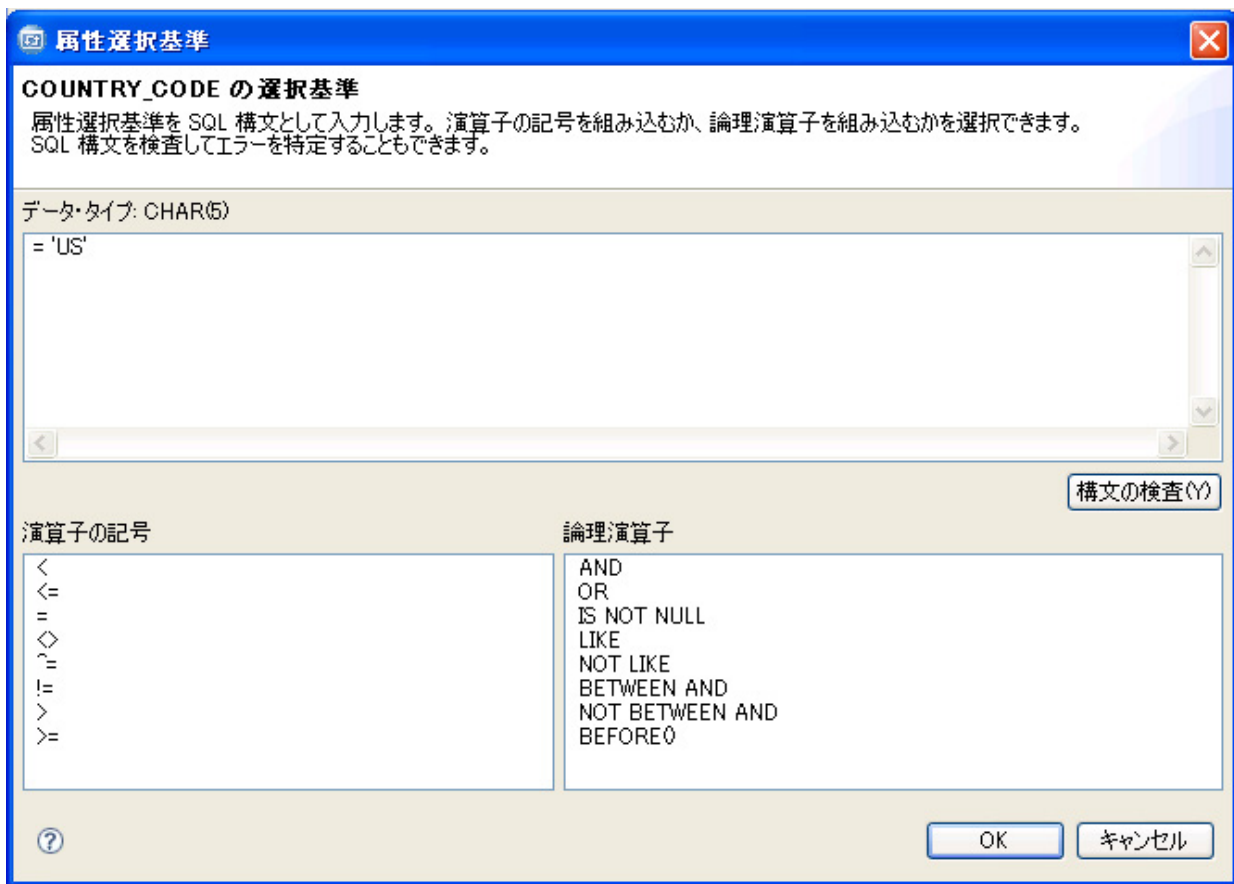 属性選択基準
COUNTRY_CODE の選択基準
属性選択基準を SQL 構文として入力します。演算子の記号を組み込むか、論理演算子を組み込むかを選択できます。
SQL 構文を検査してエラーを特定することもできます。
データ・タイプ: CHAR(5)
= 'US'
構文の検査(Y)
演算子の記号
<
<=
=
<>
^=
!=
>
>=
論理演算子
AND
OR
IS NOT NULL
LIKE
NOT LIKE
BETWEEN AND
NOT BETWEEN AND
BEFORE()
?
OK
キャンセル